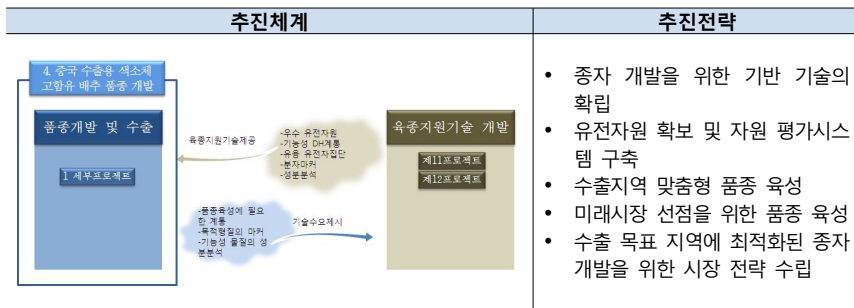 추진체계
추진전략
4. 중국 수출용 색소체
고함유 배추 품종 개발
품종개발 및 수출
1 세부프로젝트
육종지원기술제공
-우수 유전자원
-기능성 DH계통
-유용 유전자집단
-분자마커
-성분분석
육종지원기술 개발
제11프로젝트
제12프로젝트
-품종육성에 필요
한 계통
-목적형질의 마커
-기능성 물질의 성
분분석
기술수요제시
• 종자 개발을 위한 기반 기술의
확립
• 유전자원 확보 및 자원 평가시스
템 구축
• 수출지역 맞춤형 품종 육성
• 미래시장 선점을 위한 품종 육성
• 수출 목표 지역에 최적화된 종자
개발을 위한 시장 전략 수립